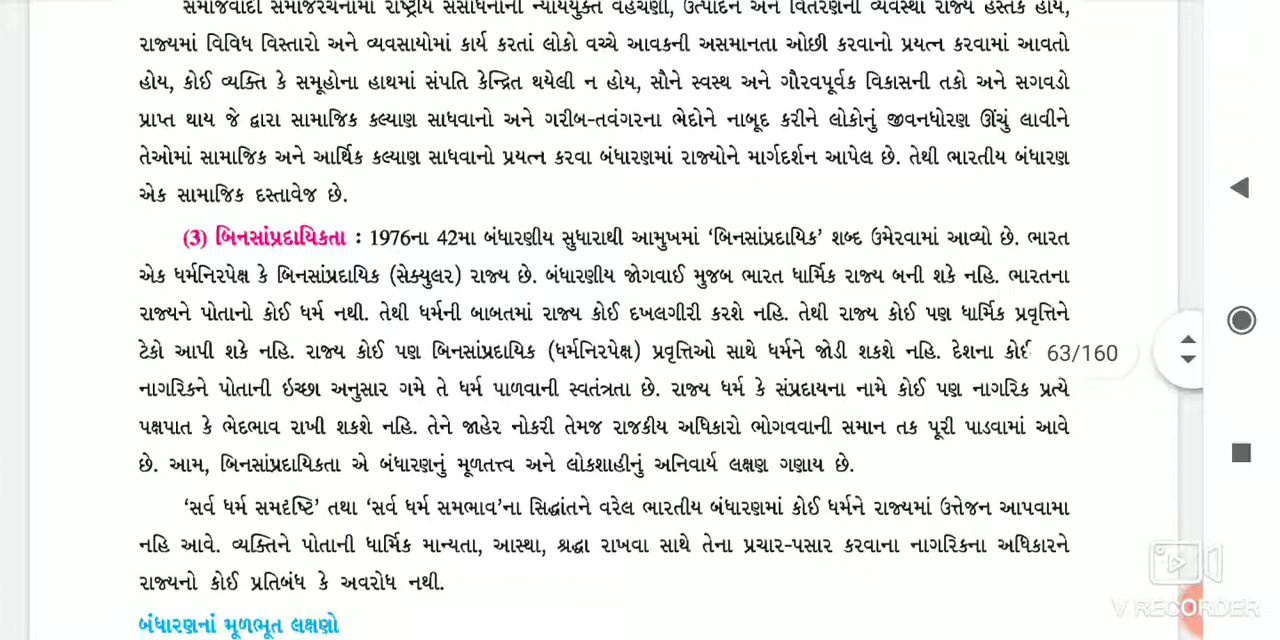 સમાજવાદી સમાજરચનામાં રાષ્ટ્રીય સંસાધનોની ન્યાયયુક્ત વહેંચણી, ઉત્પાદન અને વિતરણની વ્યવસ્થા રાજ્ય હસ્તક હોય,
રાજ્યમાં વિવિધ વિસ્તારો અને વ્યવસાયોમાં કાર્ય કરતાં લોકો વચ્ચે આવકની અસમાનતા ઓછી કરવાનો પ્રયત્ન કરવામાં આવતો
હોય, કોઈ વ્યક્તિ કે સમૂહોના હાથમાં સંપતિ કેન્દ્રિત થયેલી ન હોય, સૌને સ્વસ્થ અને ગૌરવપૂર્વક વિકાસની તકો અને સગવડો
પ્રાપ્ત થાય જે દ્વારા સામાજિક કલ્યાણ સાધવાનો અને ગરીબ-તવંગરના ભેદોને નાબૂદ કરીને લોકોનું જીવનધોરણ ઊંચું લાવીને
તેઓમાં સામાજિક અને આર્થિક કલ્યાણ સાધવાનો પ્રયત્ન કરવા બંધારણમાં રાજ્યોને માર્ગદર્શન આપેલ છે. તેથી ભારતીય બંધારણ
એક સામાજિક દસ્તાવેજ છે.
(3) બિનસાંપ્રદાયિકતા : 1976ના 42મા બંધારણીય સુધારાથી આમુખમાં ‘બિનસાંપ્રદાયિક’ શબ્દ ઉમેરવામાં આવ્યો છે. ભારત
એક ધર્મનિરપેક્ષ કે બિનસાંપ્રદાયિક (સેક્યુલર) રાજ્ય છે. બંધારણીય જોગવાઈ મુજબ ભારત ધાર્મિક રાજ્ય બની શકે નહિ. ભારતના
રાજ્યને પોતાનો કોઈ ધર્મ નથી. તેથી ધર્મની બાબતમાં રાજ્ય કોઈ દખલગીરી કરશે નહિ. તેથી રાજ્ય કોઈ પણ ધાર્મિક પ્રવૃત્તિને
ટેકો આપી શકે નહિ. રાજ્ય કોઈ પણ બિનસાંપ્રદાયિક (ધર્મનિરપેક્ષ) પ્રવૃત્તિઓ સાથે ધર્મને જોડી શકશે નહિ. દેશના 63/160
નાગરિકને પોતાની ઇચ્છા અનુસાર ગમે તે ધર્મ પાળવાની સ્વતંત્રતા છે. રાજ્ય ધર્મ કે સંપ્રદાયના નામે કોઈ પણ નાગરિક પ્રત્યે
પક્ષપાત કે ભેદભાવ રાખી શકશે નહિ. તેને જાહેર નોકરી તેમજ રાજકીય અધિકારો ભોગવવાની સમાન તક પૂરી પાડવામાં આવે
છે. આમ, બિનસાંપ્રદાયિકતા એ બંધારણનું મૂળતત્ત્વ અને લોકશાહીનું અનિવાર્ય લક્ષણ ગણાય છે.
‘સર્વ ધર્મ સમદૃષ્ટિ’ તથા ‘સર્વ ધર્મ સમભાવ’ના સિદ્ધાંતને વરેલ ભારતીય બંધારણમાં કોઈ ધર્મને રાજ્યમાં ઉત્તેજન આપવામા
નહિ આવે. વ્યક્તિને પોતાની ધાર્મિક માન્યતા, આસ્થા, શ્રદ્ધા રાખવા સાથે તેના પ્રચાર-પસાર કરવાના નાગરિકના અધિકારને
રાજ્યનો કોઈ પ્રતિબંધ કે અવરોધ નથી.
બંધારણનાં મૂળભૂત લક્ષણો
V RECORDER